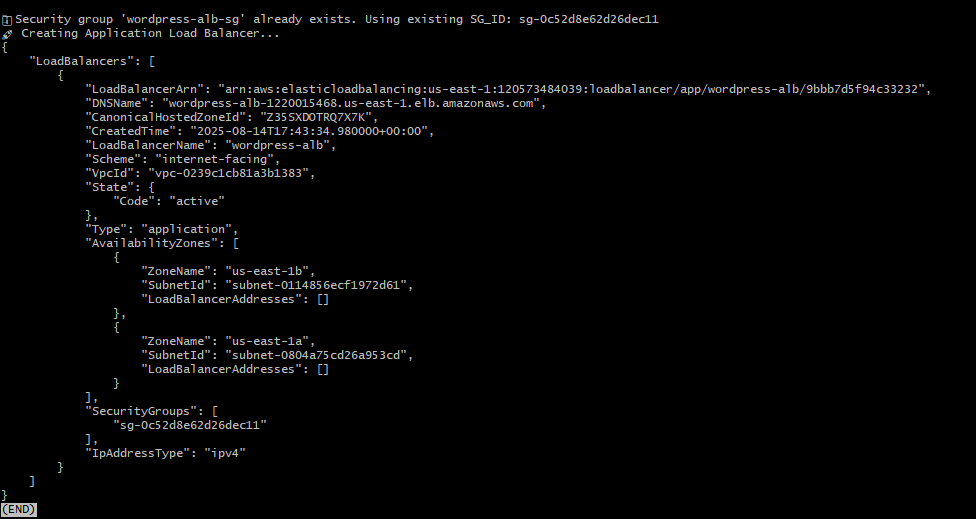 ℹ Security group 'wordpress-alb-sg' already exists. Using existing SG_ID: sg-0c52d8e62d26dec11
🚀 Creating Application Load Balancer...
{
    "LoadBalancers": [
        {
            "LoadBalancerArn": "arn:aws:elasticloadbalancing:us-east-1:120573484039:loadbalancer/app/wordpress-alb/9bbb7d5f94c33232",
            "DNSName": "wordpress-alb-1220015468.us-east-1.elb.amazonaws.com",
            "CanonicalHostedZoneId": "Z35SXDOTRQ7X7K",
            "CreatedTime": "2025-08-14T17:43:34.980000+00:00",
            "LoadBalancerName": "wordpress-alb",
            "Scheme": "internet-facing",
            "VpcId": "vpc-0239c1cb81a3b1383",
            "State": {
                "Code": "active"
            },
            "Type": "application",
            "AvailabilityZones": [
                {
                    "ZoneName": "us-east-1b",
                    "SubnetId": "subnet-0114856ecf1972d61",
                    "LoadBalancerAddresses": []
                },
                {
                    "ZoneName": "us-east-1a",
                    "SubnetId": "subnet-0804a75cd26a953cd",
                    "LoadBalancerAddresses": []
                }
            ],
            "SecurityGroups": [
                "sg-0c52d8e62d26dec11"
            ],
            "IpAddressType": "ipv4"
        }
    ]
}
(END)